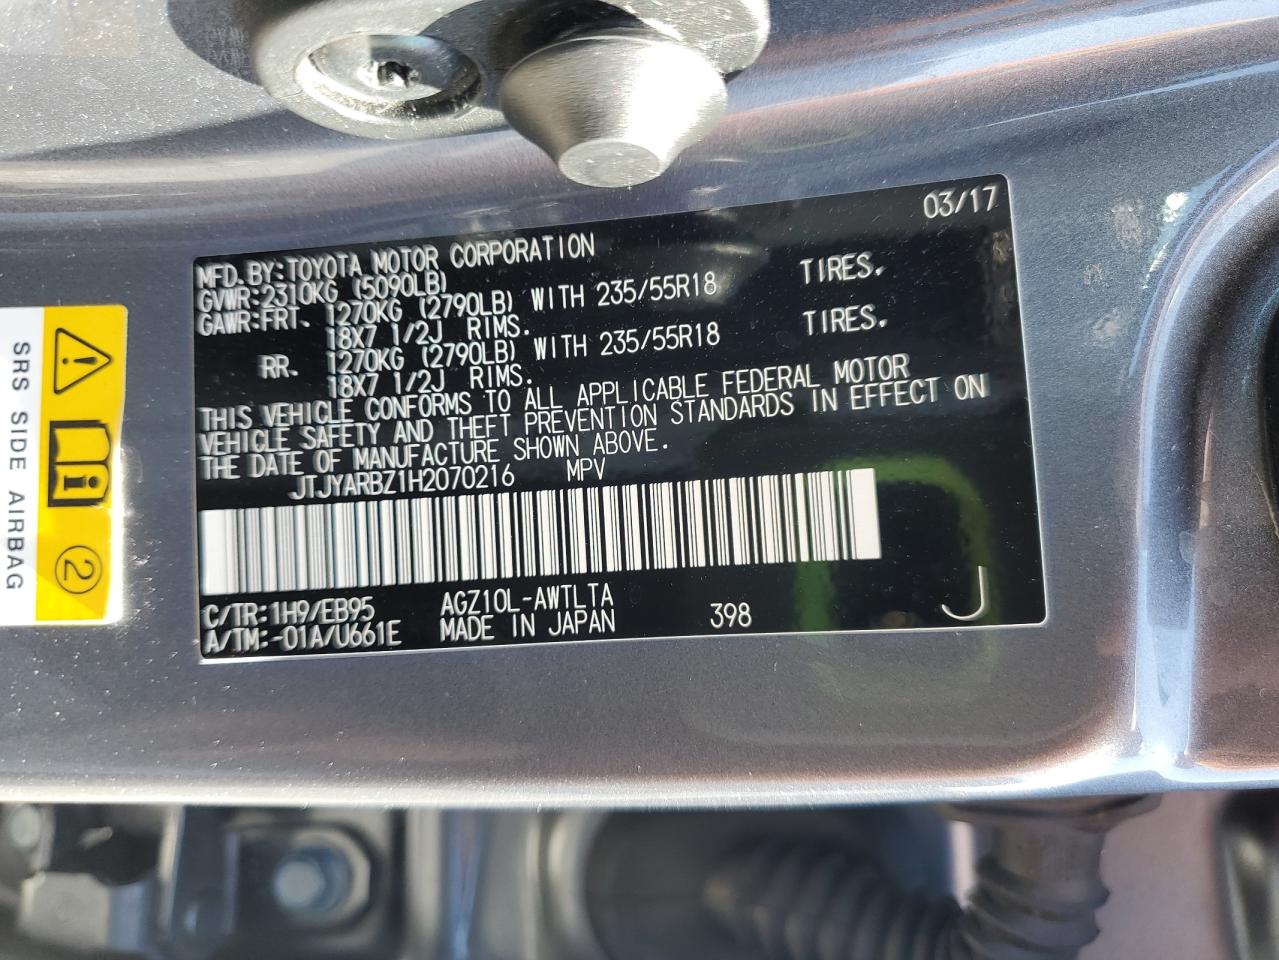 03/17
MFD. BY: TOYOTA MOTOR CORPORATION
GVWR: 2310KG (5090LB)
GAWR: FRT. 1270KG (2790LB) WITH 235/55R18 TIRES.
18X7 1/2J RIMS.
RR. 1270KG (2790LB) WITH 235/55R18 TIRES.
18X7 1/2J RIMS.
THIS VEHICLE CONFORMS TO ALL APPLICABLE FEDERAL MOTOR
VEHICLE SAFETY AND THEFT PREVENTION STANDARDS IN EFFECT ON
THE DATE OF MANUFACTURE SHOWN ABOVE.
JTJYARBZ1H2070216 MPV
C/TR: 1H9/EB95 AGZ10L-AWTLTA
A/TM: -01A/U661E MADE IN JAPAN 398 J
SRS SIDE AIRBAG
2